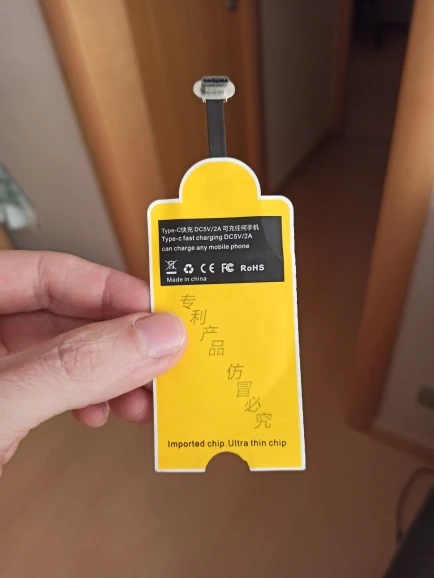 Type-C快充 DC5V/2A 可充任何手机
Type-c fast charging DC5V/2A
can charge any mobile phone
CE FC RoHS
Made in china
专利产品
仿冒必究
Imported chip.Ultra thin chip